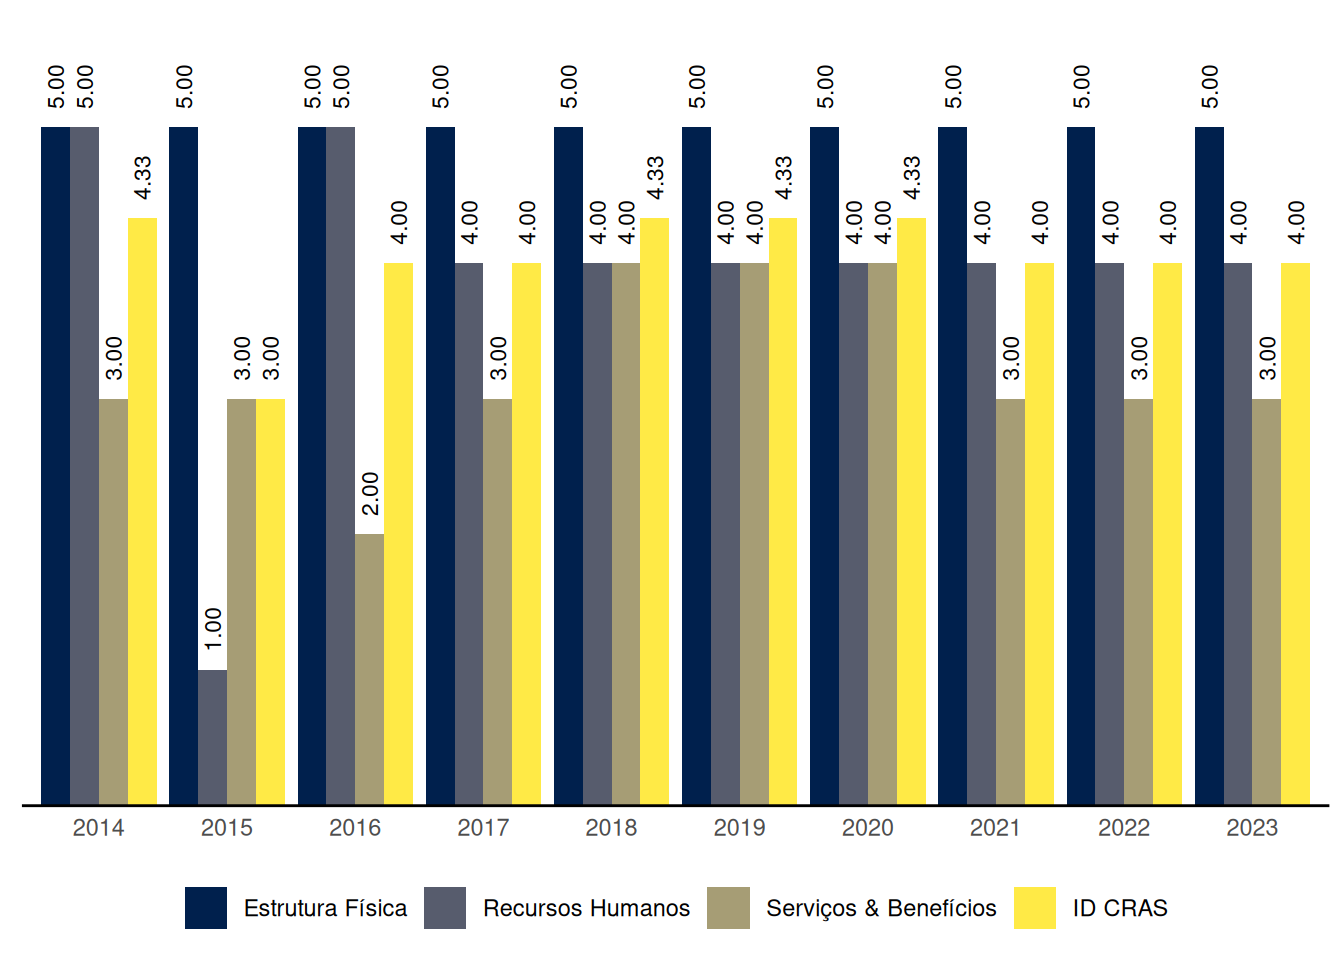 5.00 5.00 3.00 4.33 5.00 1.00 3.00 3.00 5.00 5.00 2.00 4.00 5.00 4.00 3.00 4.00 5.00 4.00 4.00 4.33 5.00 4.00 4.00 4.33 5.00 4.00 4.00 4.33 5.00 4.00 3.00 4.00 5.00 4.00 3.00 4.00 5.00 4.00 3.00 4.00
2014 2015 2016 2017 2018 2019 2020 2021 2022 2023
Estrutura Física Recursos Humanos Serviços & Benefícios ID CRAS